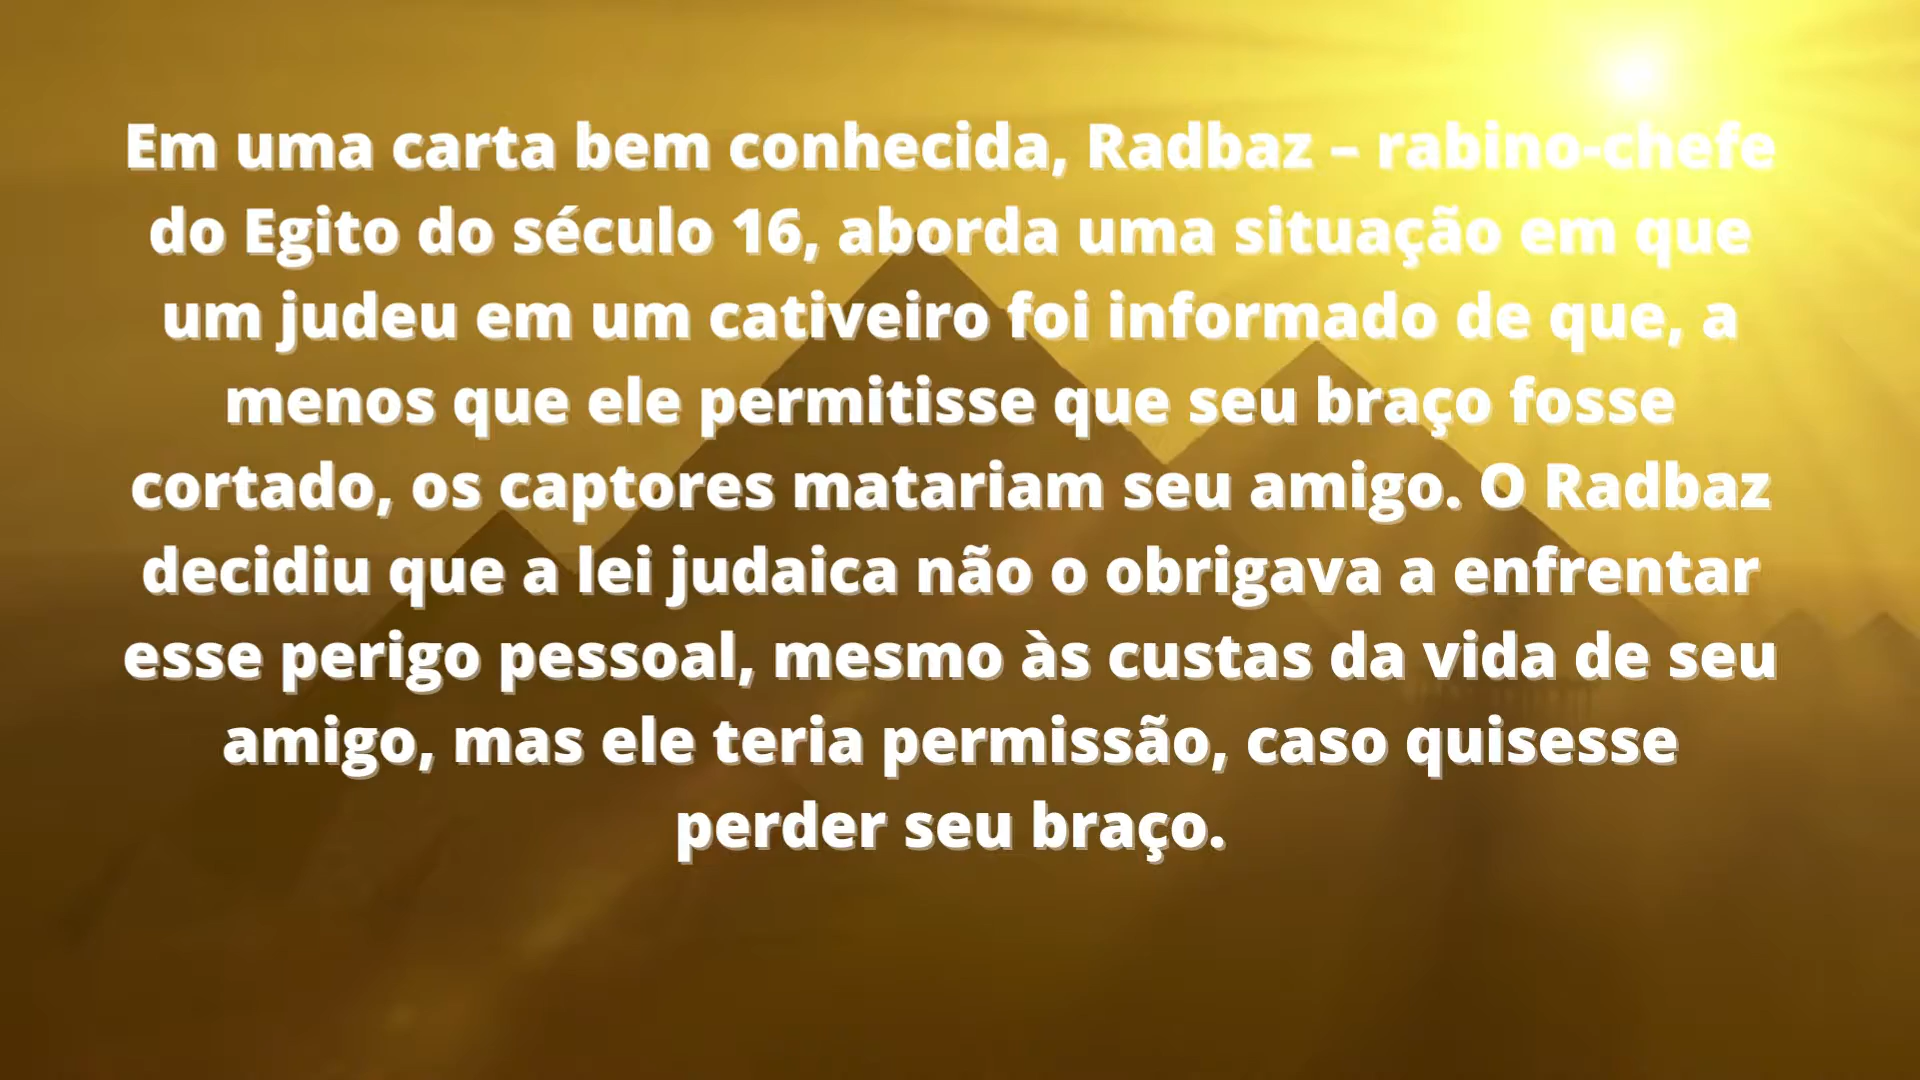 Em uma carta bem conhecida, Radbaz – rabino-chefe
do Egito do século 16, aborda uma situação em que
um judeu em um cativeiro foi informado de que, a
menos que ele permitisse que seu braço fosse
cortado, os captores matariam seu amigo. O Radbaz
decidiu que a lei judaica não o obrigava a enfrentar
esse perigo pessoal, mesmo às custas da vida de seu
amigo, mas ele teria permissão, caso quisesse
perder seu braço.